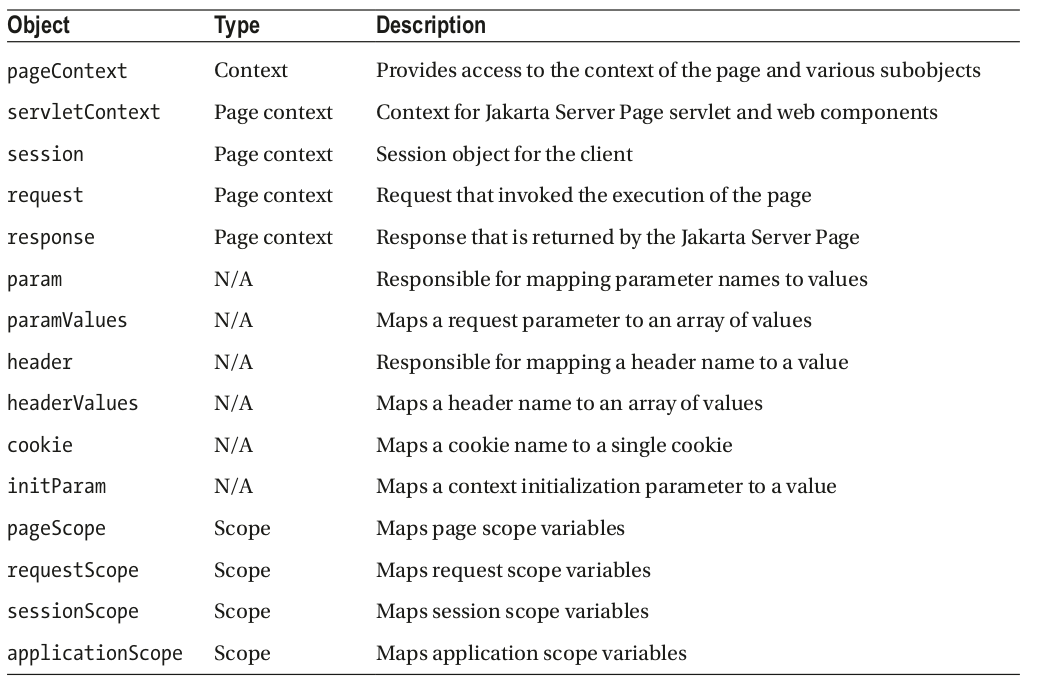 Object Type Description
pageContext Context Provides access to the context of the page and various subobjects
servletContext Page context Context for Jakarta Server Page servlet and web components
session Page context Session object for the client
request Page context Request that invoked the execution of the page
response Page context Response that is returned by the Jakarta Server Page
param N/A Responsible for mapping parameter names to values
paramValues N/A Maps a request parameter to an array of values
header N/A Responsible for mapping a header name to a value
headerValues N/A Maps a header name to an array of values
cookie N/A Maps a cookie name to a single cookie
initParam N/A Maps a context initialization parameter to a value
pageScope Scope Maps page scope variables
requestScope Scope Maps request scope variables
sessionScope Scope Maps session scope variables
applicationScope Scope Maps application scope variables